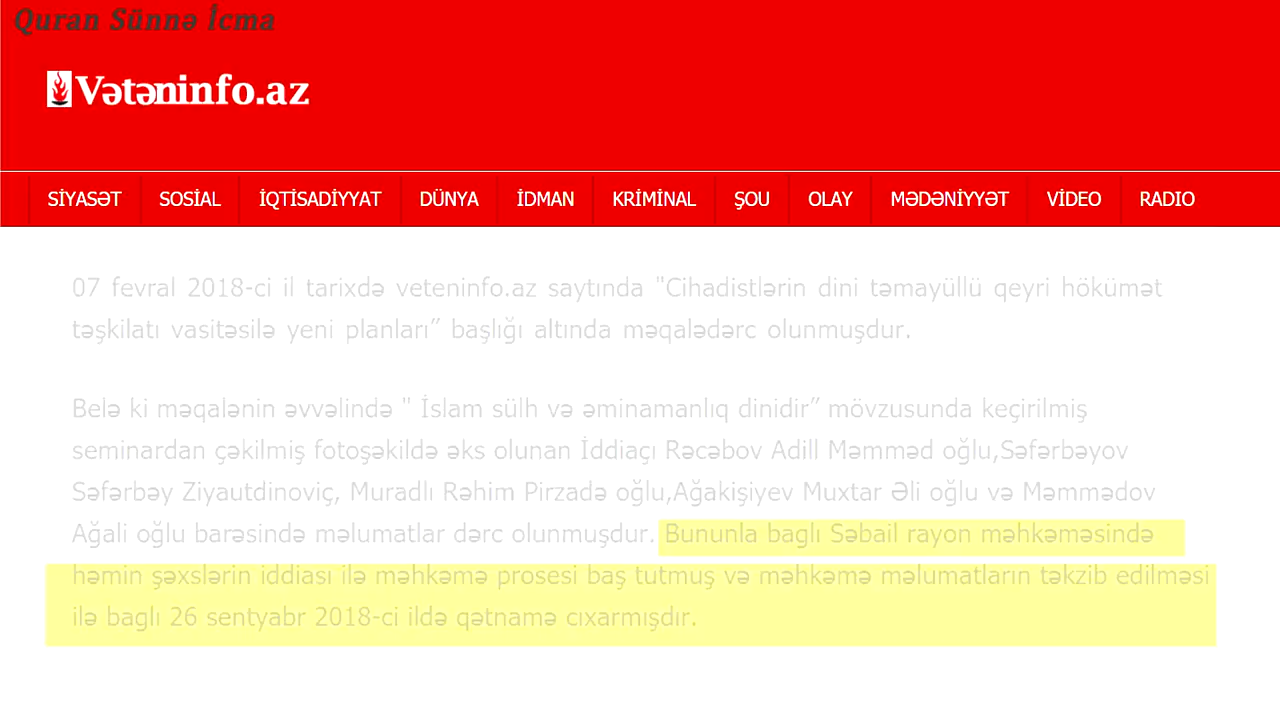 Quran Sünnə İcma
Vətəninfo.az
SİYASƏT SOSİAL İQTİSADİYYAT DÜNYA İDMAN KRİMİNAL ŞOU OLAY MƏDƏNİYYƏT VİDEO RADIO
07 fevral 2018-ci il tarixdə veteninfo.az saytında "Cihadistlərin dini təmayüllü qeyri hökümət
təşkilatı vasitəsilə yeni planları” başlığı altında məqalədərc olunmuşdur.
Belə ki məqalənin əvvəlində " İslam sülh və əminamanlıq dinidir” mövzusunda keçirilmiş
seminardan çəkilmiş fotoşəkildə əks olunan İddiaçı Rəcəbov Adill Məmməd oğlu,Səfərbəyov
Səfərbəy Ziyautdinoviç, Muradlı Rəhim Pirzadə oğlu,Ağakişiyev Muxtar Əli oğlu və Məmmədov
Ağali oğlu barəsində məlumatlar dərc olunmuşdur. Bununla baglı Səbail rayon məhkəməsində
həmin şəxslərin iddiası ilə məhkəmə prosesi baş tutmuş və məhkəmə məlumatların təkzib edilməsi
ilə baglı 26 sentyabr 2018-ci ildə qətnamə cıxarmışdır.